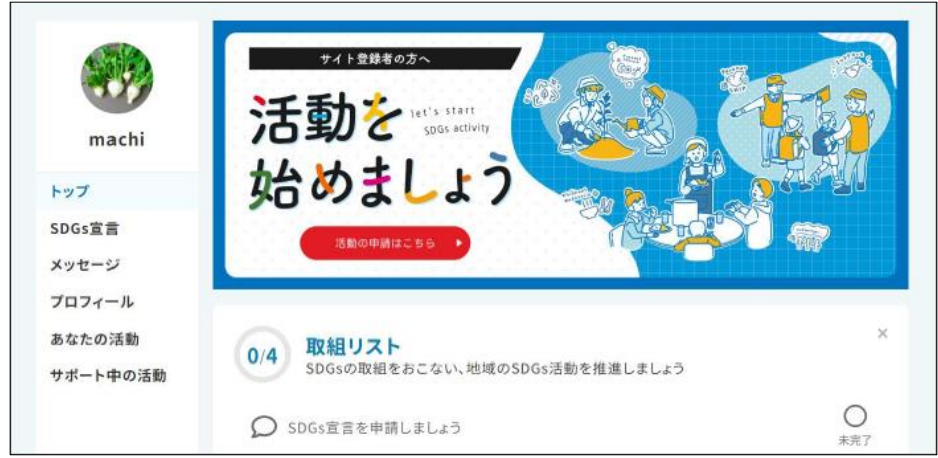 machi
トップ
SDGs宣言
メッセージ
プロフィール
あなたの活動
サポート中の活動
サイト登録者の方へ
活動を
始めましょう
let's start
SDGs activity
活動の申請はこちら
0/4
取組リスト
SDGsの取組をおこない、地域のSDGs活動を推進しましょう
×
SDGs宣言を申請しましょう
未完了